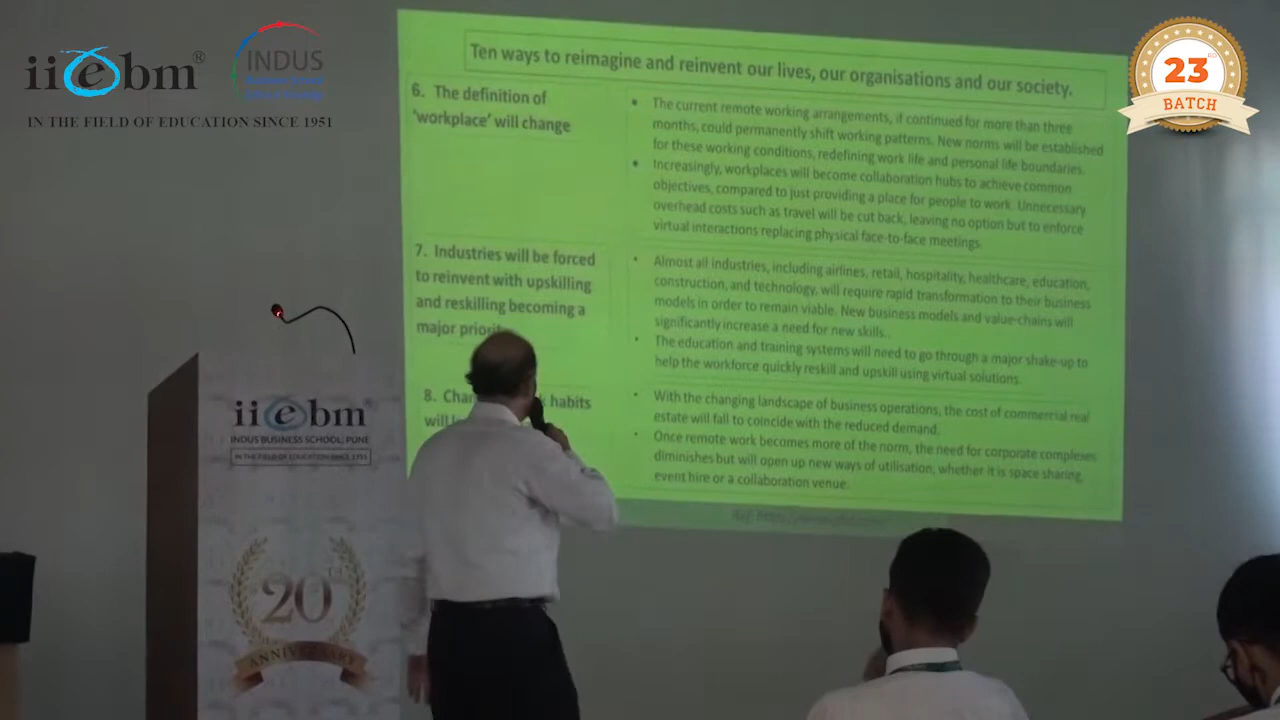 iiebm®
INDUS
IN THE FIELD OF EDUCATION SINCE 1951
23
BATCH
Ten ways to reimagine and reinvent our lives, our organisations and our society.
6. The definition of
‘workplace’ will change
• The current remote working arrangements, if continued for more than three
months, could permanently shift working patterns. New norms will be established
for these working conditions, redefining work life and personal life boundaries.
• Increasingly, workplaces will become collaboration hubs to achieve common
objectives, compared to just providing a place for people to work. Unnecessary
overhead costs such as travel will be cut back, leaving no option but to enforce
virtual interactions replacing physical face-to-face meetings.
7. Industries will be forced
to reinvent with upskilling
and reskilling becoming a
major
• Almost all industries, including airlines, retail, hospitality, healthcare, education,
construction, and technology, will require rapid transformation to their business
models in order to remain viable. New business models and value-chains will
significantly increase a need for new skills..
• The education and training systems will need to go through a major shake-up to
help the workforce quickly reskill and upskill using virtual solutions.
8. habits
will
• With the changing landscape of business operations, the cost of commercial real
estate will fall to coincide with the reduced demand.
• Once remote work becomes more of the norm, the need for corporate complexes
diminishes but will open up new ways of utilisation, whether it is space sharing,
event hire or a collaboration venue.
iiebm®
INDUS BUSINESS SCHOOL, PUNE
IN THE FIELD OF EDUCATION SINCE 1951
20TH
ANNIVERSARY